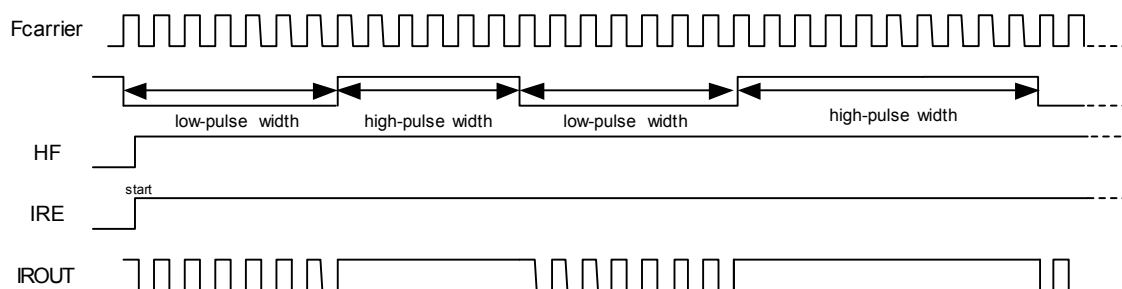 Fcarrier
low-pulse width
high-pulse width
low-pulse width
high-pulse width
HF
start
IRE
IROUT